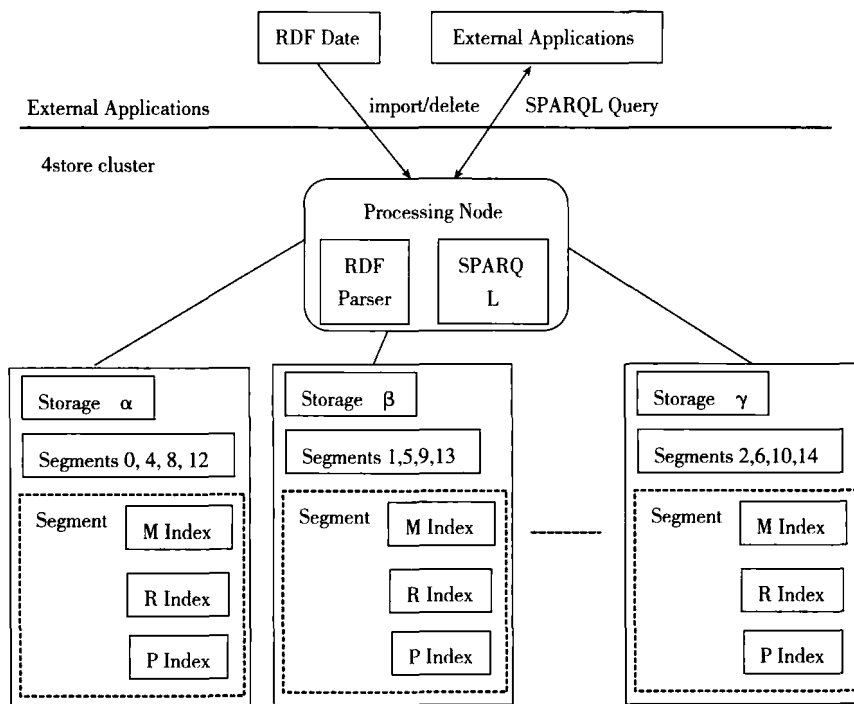 RDF Date
External Applications
import/delete
SPARQL Query
External Applications
4store cluster
Processing Node
RDF
Parser
SPARQ
L
Storage α
Segments 0, 4, 8, 12
Segment
M Index
R Index
P Index
Storage β
Segments 1,5,9,13
Segment
M Index
R Index
P Index
Storage γ
Segments 2,6,10,14
Segment
M Index
R Index
P Index